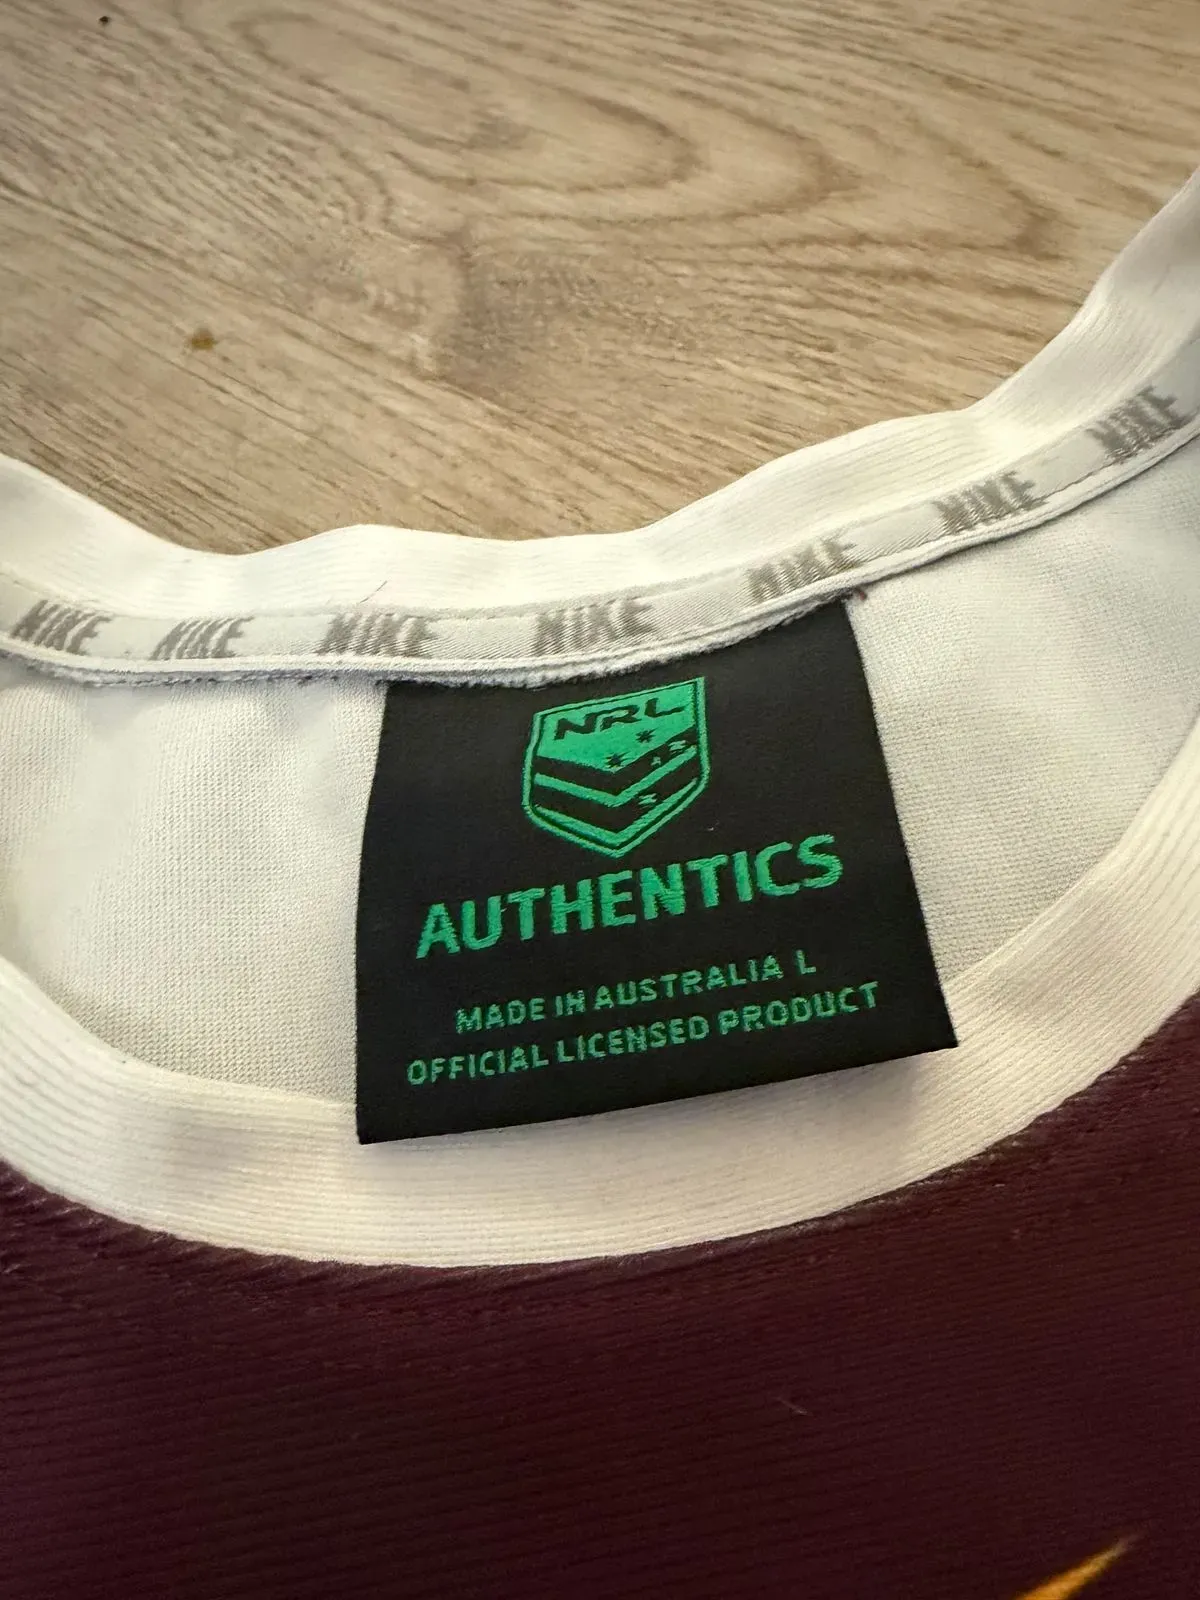 NIKE NIKE NIKE NIKE NIKE NIKE NIKE
NRL
AUTHENTICS
MADE IN AUSTRALIA L
OFFICIAL LICENSED PRODUCT